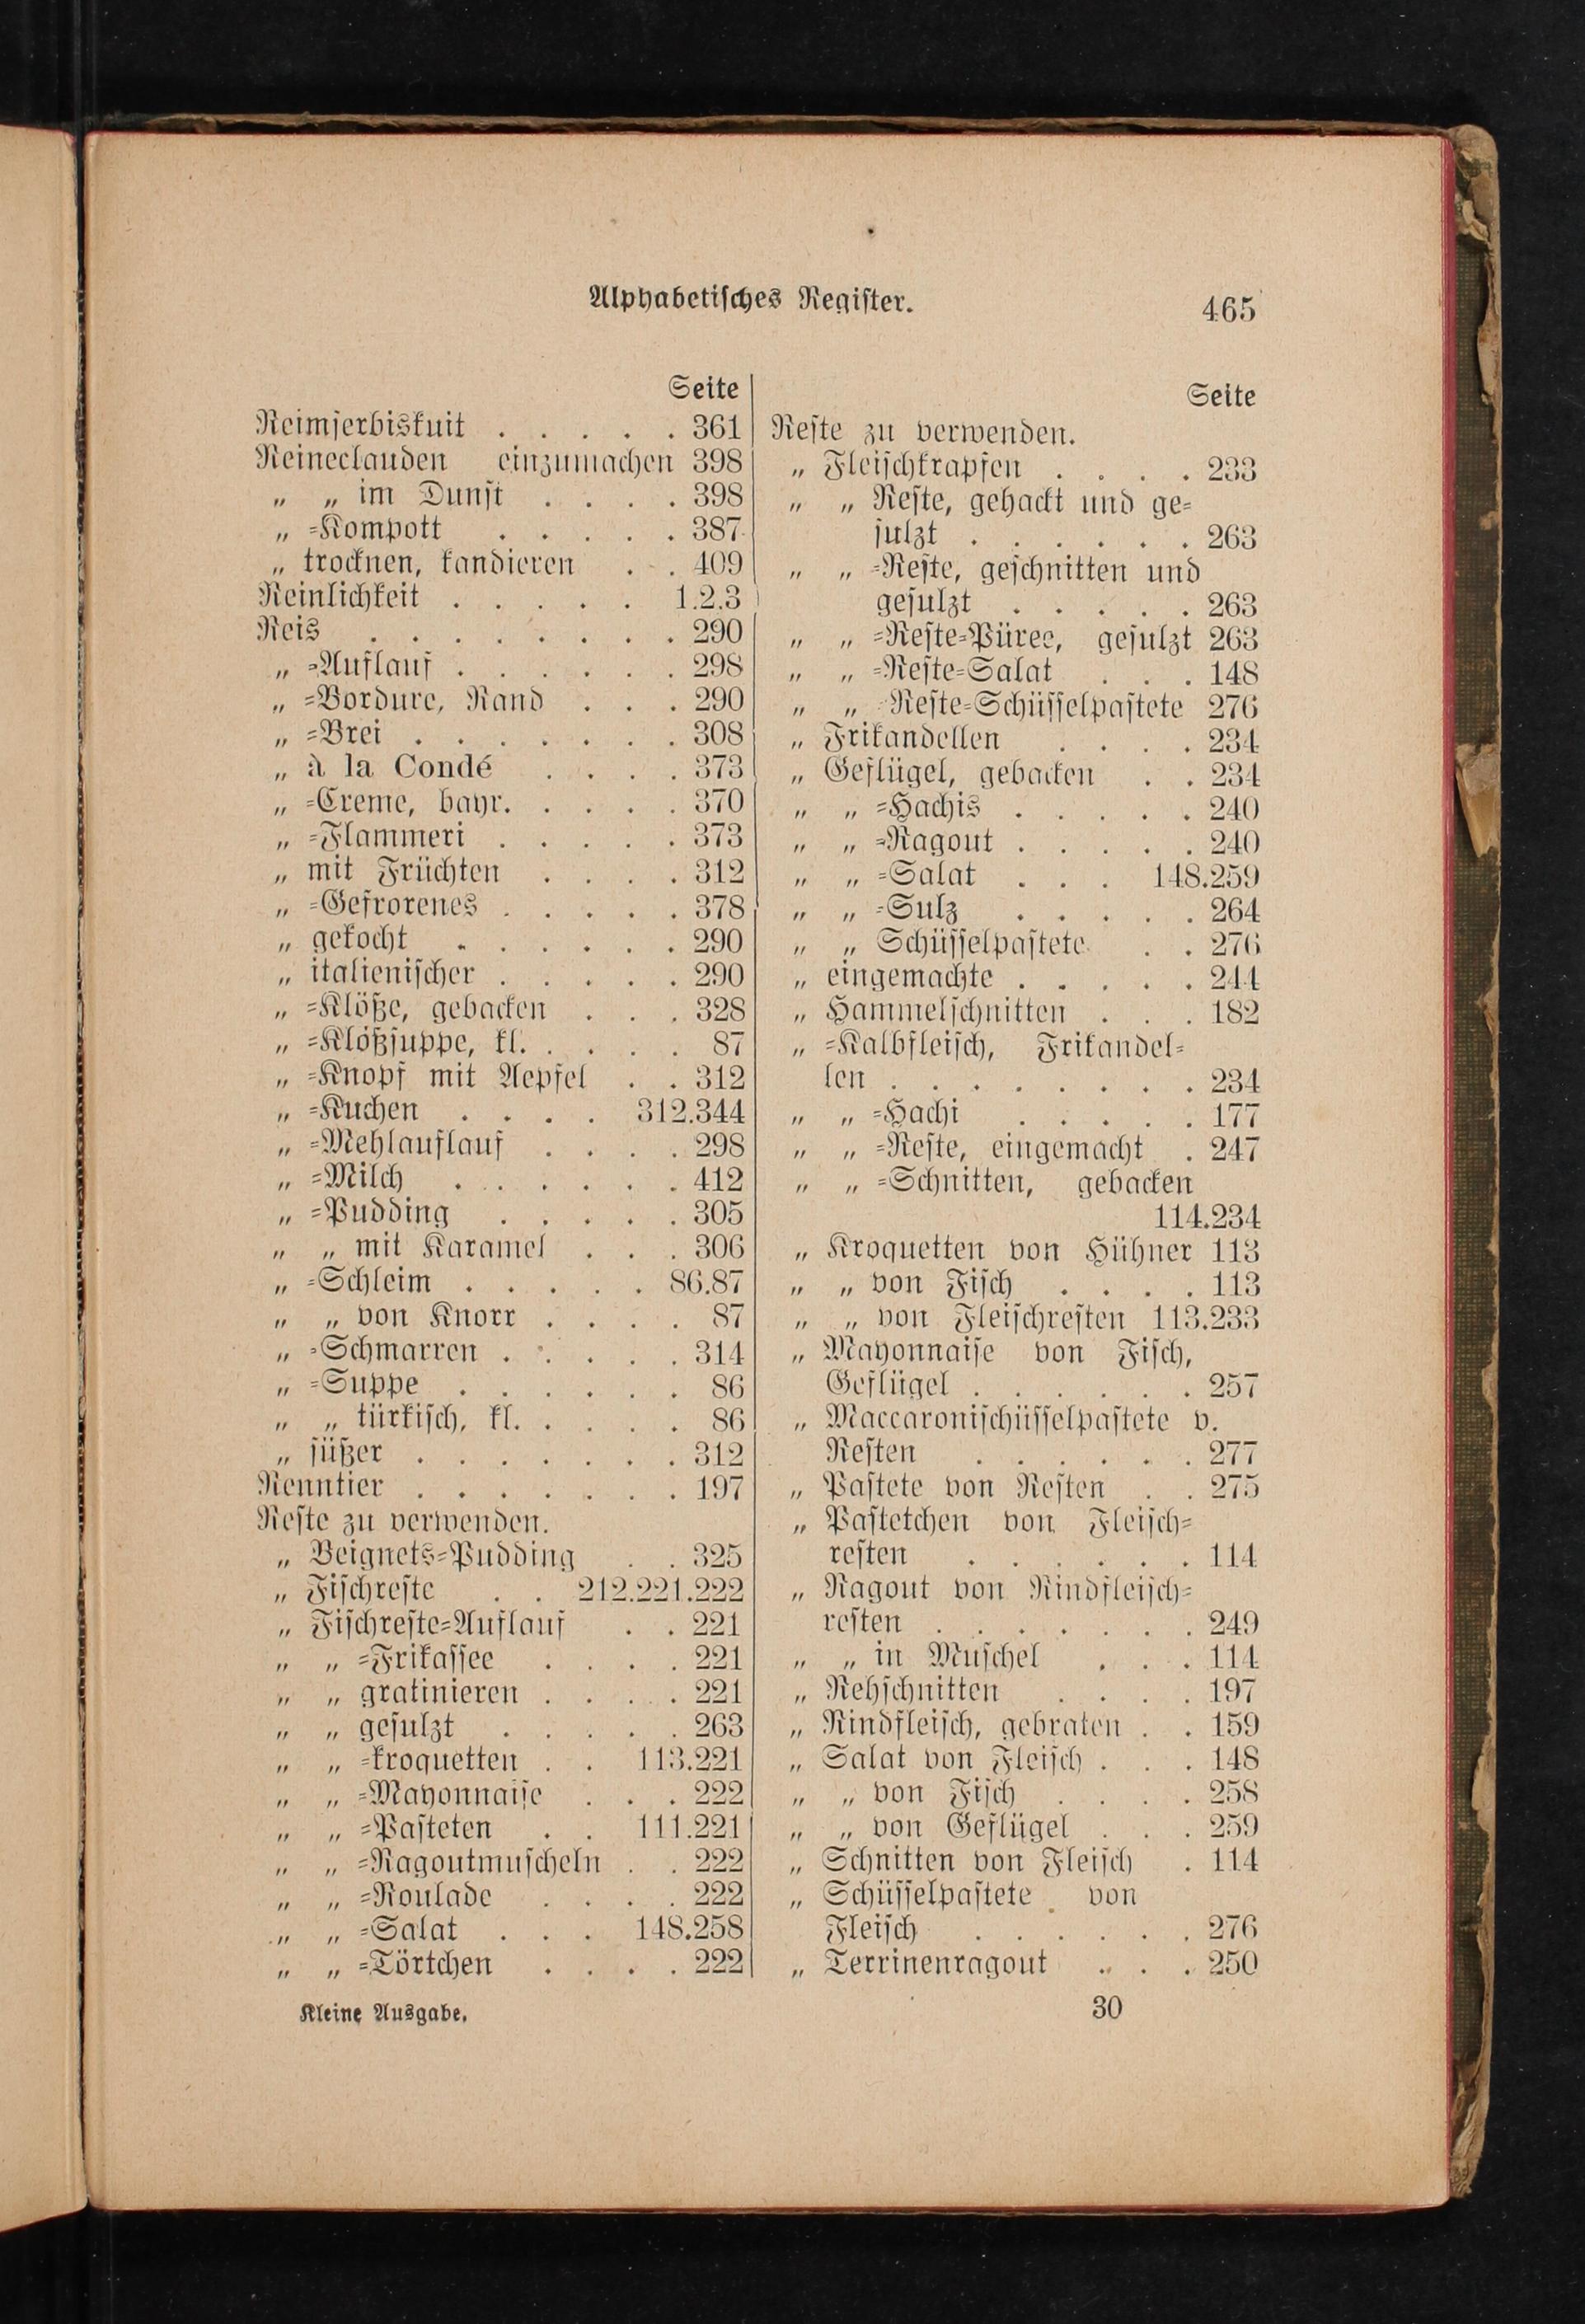 Alphabetisches Register.
465
Seite
Reimserbiskuit . . . . . 361
Reineclauden einzumachen 398
„ „ im Dunst . . . . 398
„ =Kompott . . . . . 387
„ trocknen, kandieren . . 409
Reinlichkeit . . . . . 1.2.3
Reis . . . . . . . . 290
„ =Auflauf . . . . . . 298
„ =Bordure, Rand . . . 290
„ =Brei . . . . . . . 308
„ à la Condé . . . . 373
„ =Creme, bayr. . . . . 370
„ =Flammeri . . . . . 373
„ mit Früchten . . . . 312
„ =Gefrorenes . . . . . 378
„ gekocht . . . . . . 290
„ italienischer . . . . . 290
„ =Klöße, gebacken . . . 328
„ =Klößsuppe, kl. . . . . 87
„ =Knopf mit Aepfel . . 312
„ =Kuchen . . . . 312.344
„ =Mehlauflauf . . . . 298
„ =Milch . . . . . . 412
„ =Pudding . . . . . 305
„ „ mit Karamel . . . 306
„ =Schleim . . . . . 86.87
„ „ von Knorr . . . . 87
„ =Schmarren . . . . . 314
„ =Suppe . . . . . . 86
„ „ türkisch, kl. . . . . 86
„ süßer . . . . . . . 312
Renntier . . . . . . . 197
Reste zu verwenden.
„ Beignets=Pudding . . 325
„ Fischreste . . 212.221.222
„ Fischreste=Auflauf . . 221
„ „ =Frikassee . . . . 221
„ „ gratinieren . . . . 221
„ „ gesulzt . . . . . 263
„ „ =kroquetten . . 113.221
„ „ =Mayonnaise . . . 222
„ „ =Pasteten . . 111.221
„ „ =Ragoutmuscheln . . 222
„ „ =Roulade . . . . 222
„ „ =Salat . . . 148.258
„ „ =Törtchen . . . . 222
Seite
Reste zu verwenden.
„ Fleischkrapfen . . . . 233
„ „ Reste, gehackt und ge=
sulzt . . . . . . 263
„ „ =Reste, geschnitten und
gesulzt . . . . . 263
„ „ =Reste=Püree, gesulzt 263
„ „ =Reste=Salat . . . 148
„ „ Reste=Schüsselpastete 276
„ Frikandellen . . . . 234
„ Geflügel, gebacken . . 234
„ „ =Hachis . . . . . 240
„ „ =Ragout . . . . . 240
„ „ =Salat . . . 148.259
„ „ =Sulz . . . . . 264
„ „ Schüsselpastete . . 276
„ eingemachte . . . . . 244
„ Hammelschnitten . . . 182
„ =Kalbfleisch, Frikandel=
len . . . . . . . . 234
„ „ =Hachi . . . . . 177
„ „ =Reste, eingemacht . 247
„ „ =Schnitten, gebacken
114.234
„ Kroquetten von Hühner 113
„ „ von Fisch . . . . 113
„ „ von Fleischresten 113.233
„ Mayonnaise von Fisch,
Geflügel . . . . . . 257
„ Maccaronischüsselpastete v.
Resten . . . . . . 277
„ Pastete von Resten . . 275
„ Pastetchen von Fleisch=
resten . . . . . . 114
„ Ragout von Rindfleisch=
resten . . . . . . . 249
„ „ in Muschel . . . 114
„ Rehschnitten . . . . 197
„ Rindfleisch, gebraten . . 159
„ Salat von Fleisch . . . 148
„ „ von Fisch . . . . 258
„ „ von Geflügel . . . 259
„ Schnitten von Fleisch . 114
„ Schüsselpastete von
Fleisch . . . . . . 276
„ Terrinenragout . . . 250
Kleine Ausgabe.
30